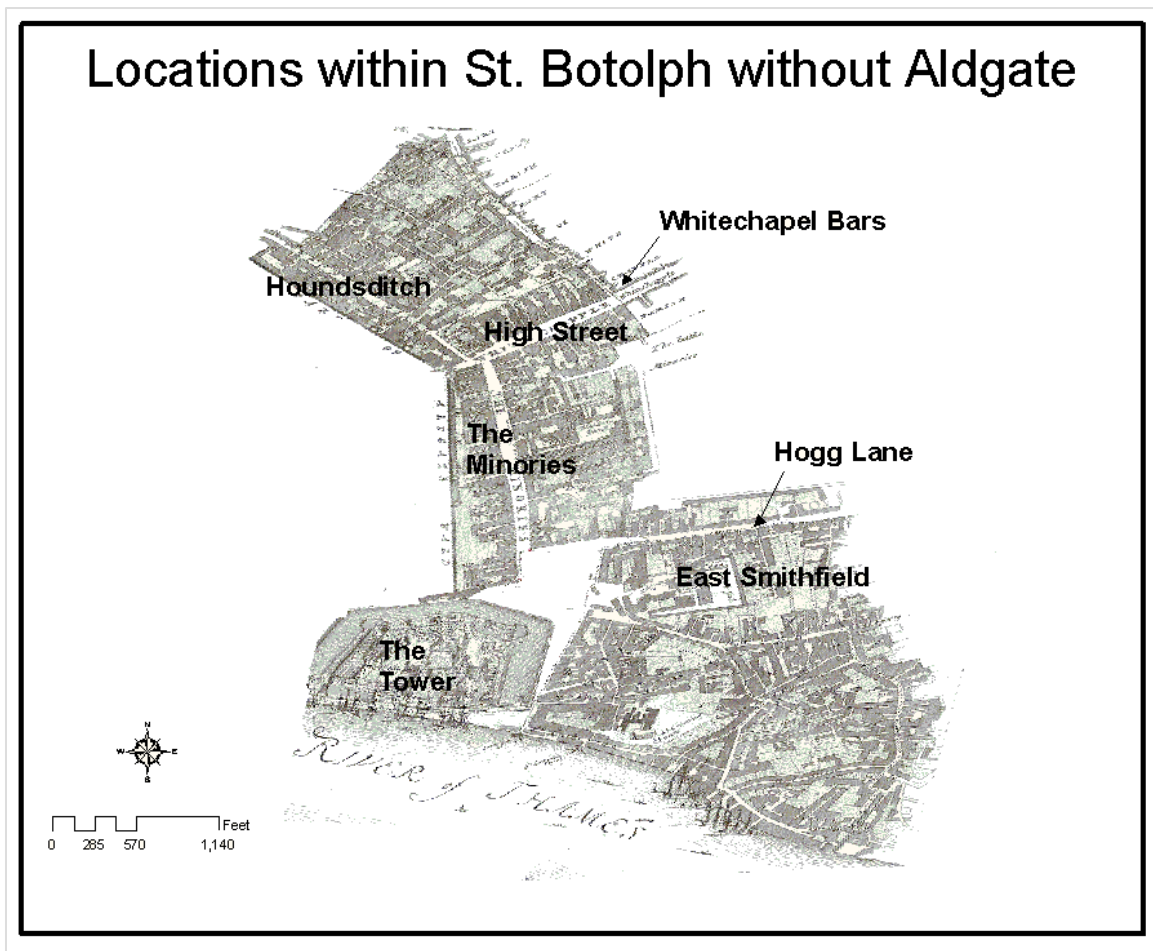 Locations within St. Botolph without Aldgate
Whitechapel Bars
Houndsditch
High Street
The
Minories
Hogg Lane
East Smithfield
The
Tower
N
W E
S
RIVER of THAMES
Feet
0 285 570 1,140